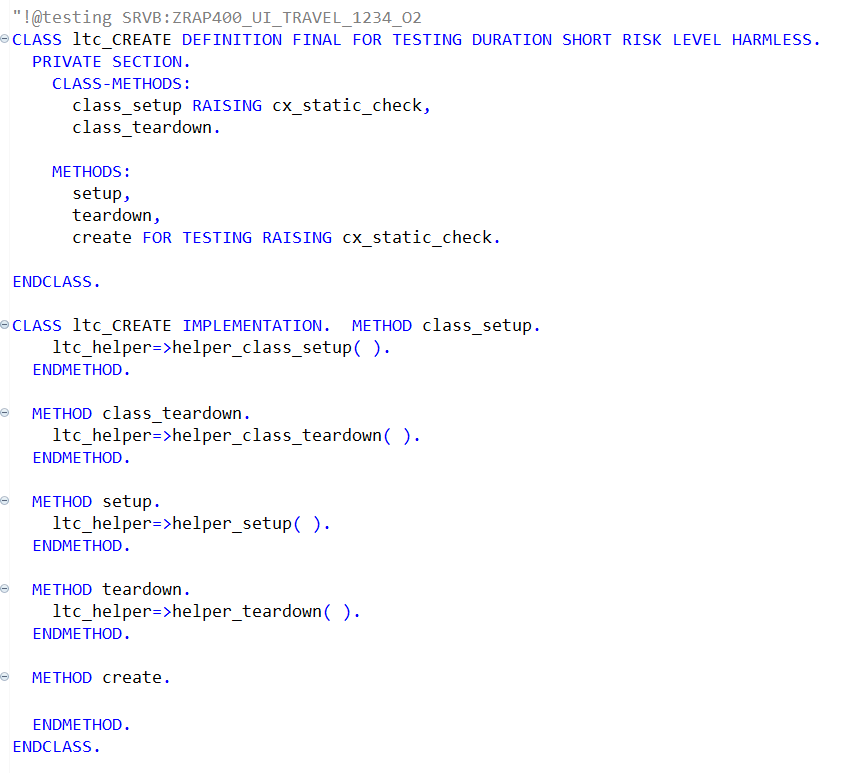 "!@testing SRVB:ZRAP400_UI_TRAVEL_1234_O2
CLASS ltc_CREATE DEFINITION FINAL FOR TESTING DURATION SHORT RISK LEVEL HARMLESS.
PRIVATE SECTION.
CLASS-METHODS:
class_setup RAISING cx_static_check,
class_teardown.
METHODS:
setup,
teardown,
create FOR TESTING RAISING cx_static_check.
ENDCLASS.
CLASS ltc_CREATE IMPLEMENTATION.  METHOD class_setup.
ltc_helper=>helper_class_setup( ).
ENDMETHOD.
METHOD class_teardown.
ltc_helper=>helper_class_teardown( ).
ENDMETHOD.
METHOD setup.
ltc_helper=>helper_setup( ).
ENDMETHOD.
METHOD teardown.
ltc_helper=>helper_teardown( ).
ENDMETHOD.
METHOD create.
ENDMETHOD.
ENDCLASS.